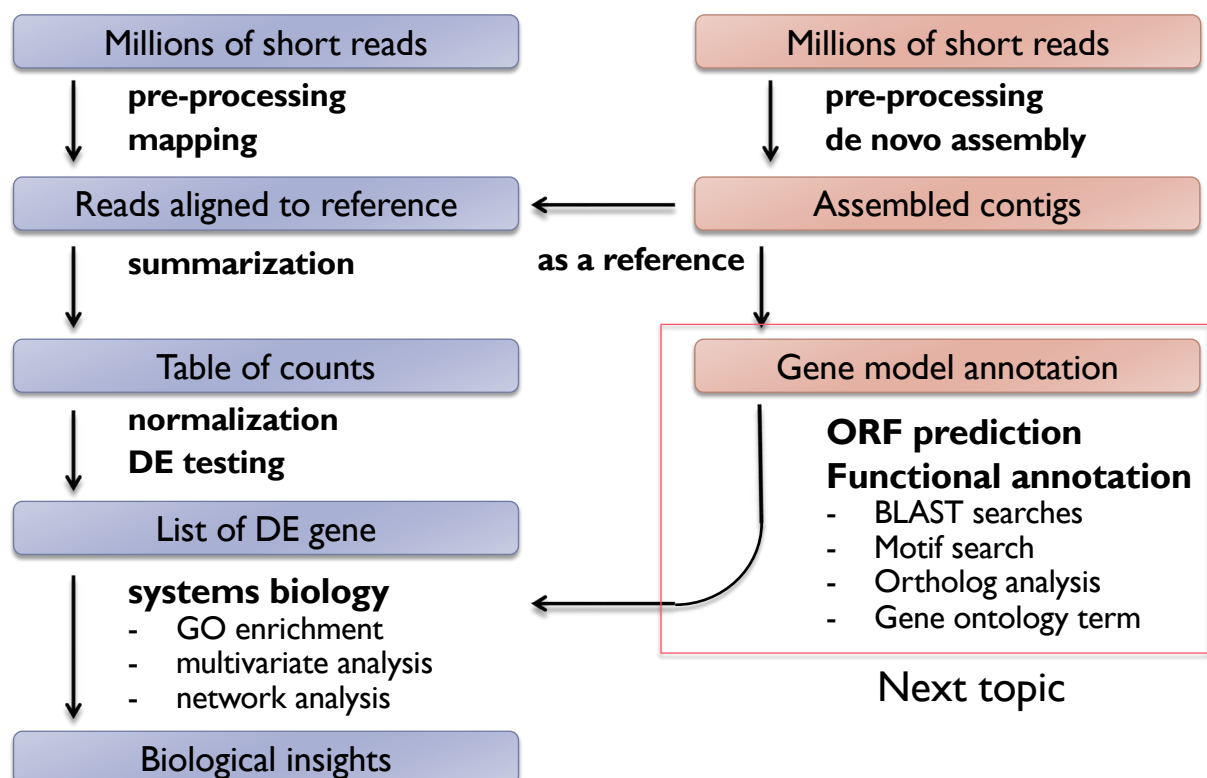 Millions of short reads
pre-processing
mapping
Reads aligned to reference
summarization
Table of counts
normalization
DE testing
List of DE gene
systems biology
- GO enrichment
- multivariate analysis
- network analysis
Biological insights
Millions of short reads
pre-processing
de novo assembly
Assembled contigs
as a reference
Gene model annotation
ORF prediction
Functional annotation
- BLAST searches
- Motif search
- Ortholog analysis
- Gene ontology term
Next topic